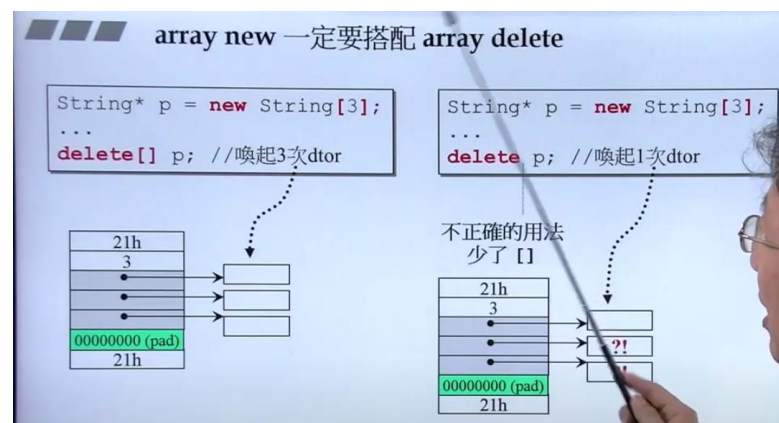 array new 一定要搭配 array delete
String* p = new String[3];
...
delete[] p; //喚起3次dtor
21h
3
00000000 (pad)
21h
String* p = new String[3];
...
delete p; //喚起1次dtor
不正確的用法
少了 []
21h
3
?!
00000000 (pad)
21h